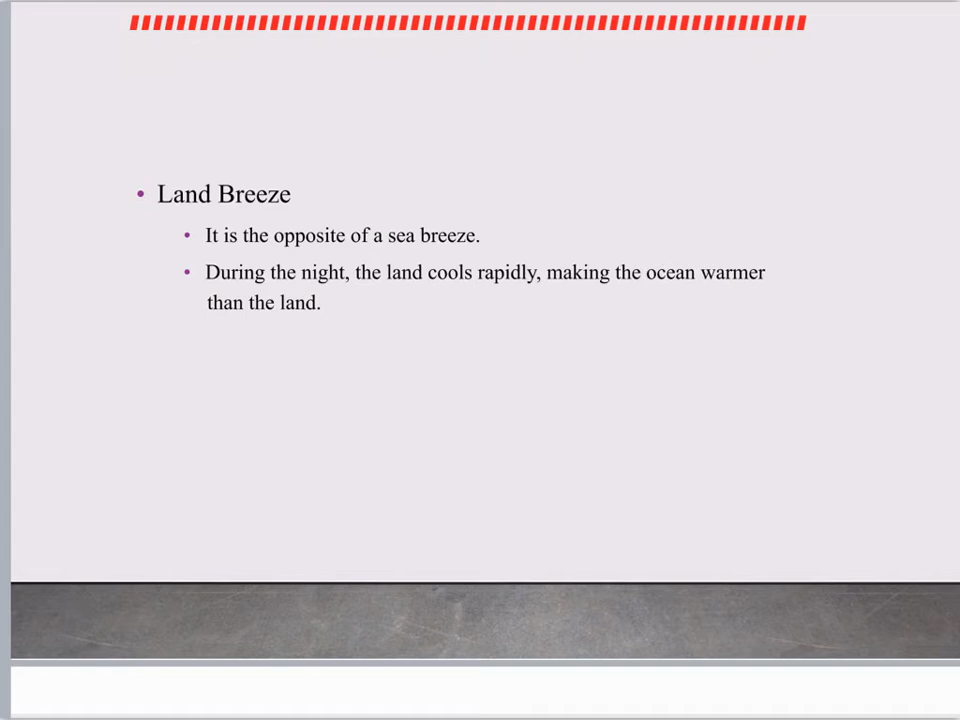 • Land Breeze
• It is the opposite of a sea breeze.
• During the night, the land cools rapidly, making the ocean warmer
than the land.